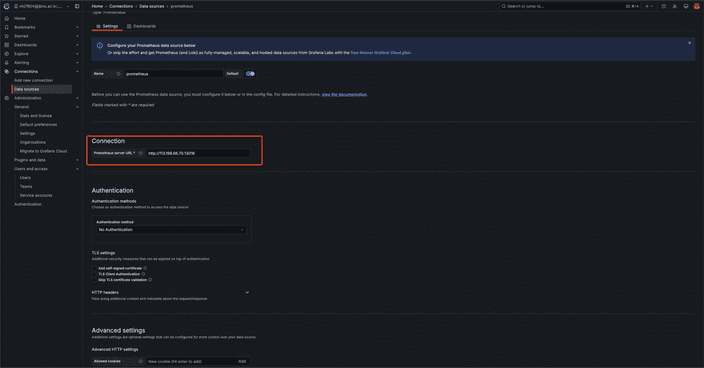 Home > Connections > Data sources > prometheus
Search or jump to...
Type: Prometheus
Settings
Dashboards
Home
Bookmarks
Starred
Dashboards
Explore
Alerting
Connections
Add new connection
Data sources
Administration
General
Stats and license
Default preferences
Settings
Organizations
Migrate to Grafana Cloud
Plugins and data
Users and access
Users
Teams
Service accounts
Authentication
Configure your Prometheus data source below
Or skip the effort and get Prometheus (and Loki) as fully-managed, scalable, and hosted data sources from Grafana Labs with the free-forever Grafana Cloud plan.
Name
prometheus
Default
Before you can use the Prometheus data source, you must configure it below or in the config file. For detailed instructions, view the documentation.
Fields marked with * are required
Connection
Prometheus server URL *
Authentication
Authentication methods
Choose an authentication method to access the data source
Authentication method
No Authentication
TLS settings
Additional security measures that can be applied on top of authentication
Add self-signed certificate
TLS Client Authentication
Skip TLS certificate validation
HTTP headers
Pass along additional context and metadata about the request/response
Advanced settings
Additional settings are optional settings that can be configured for more control over your data source.
Advanced HTTP settings
Allowed cookies
New cookie (hit enter to add)
Add